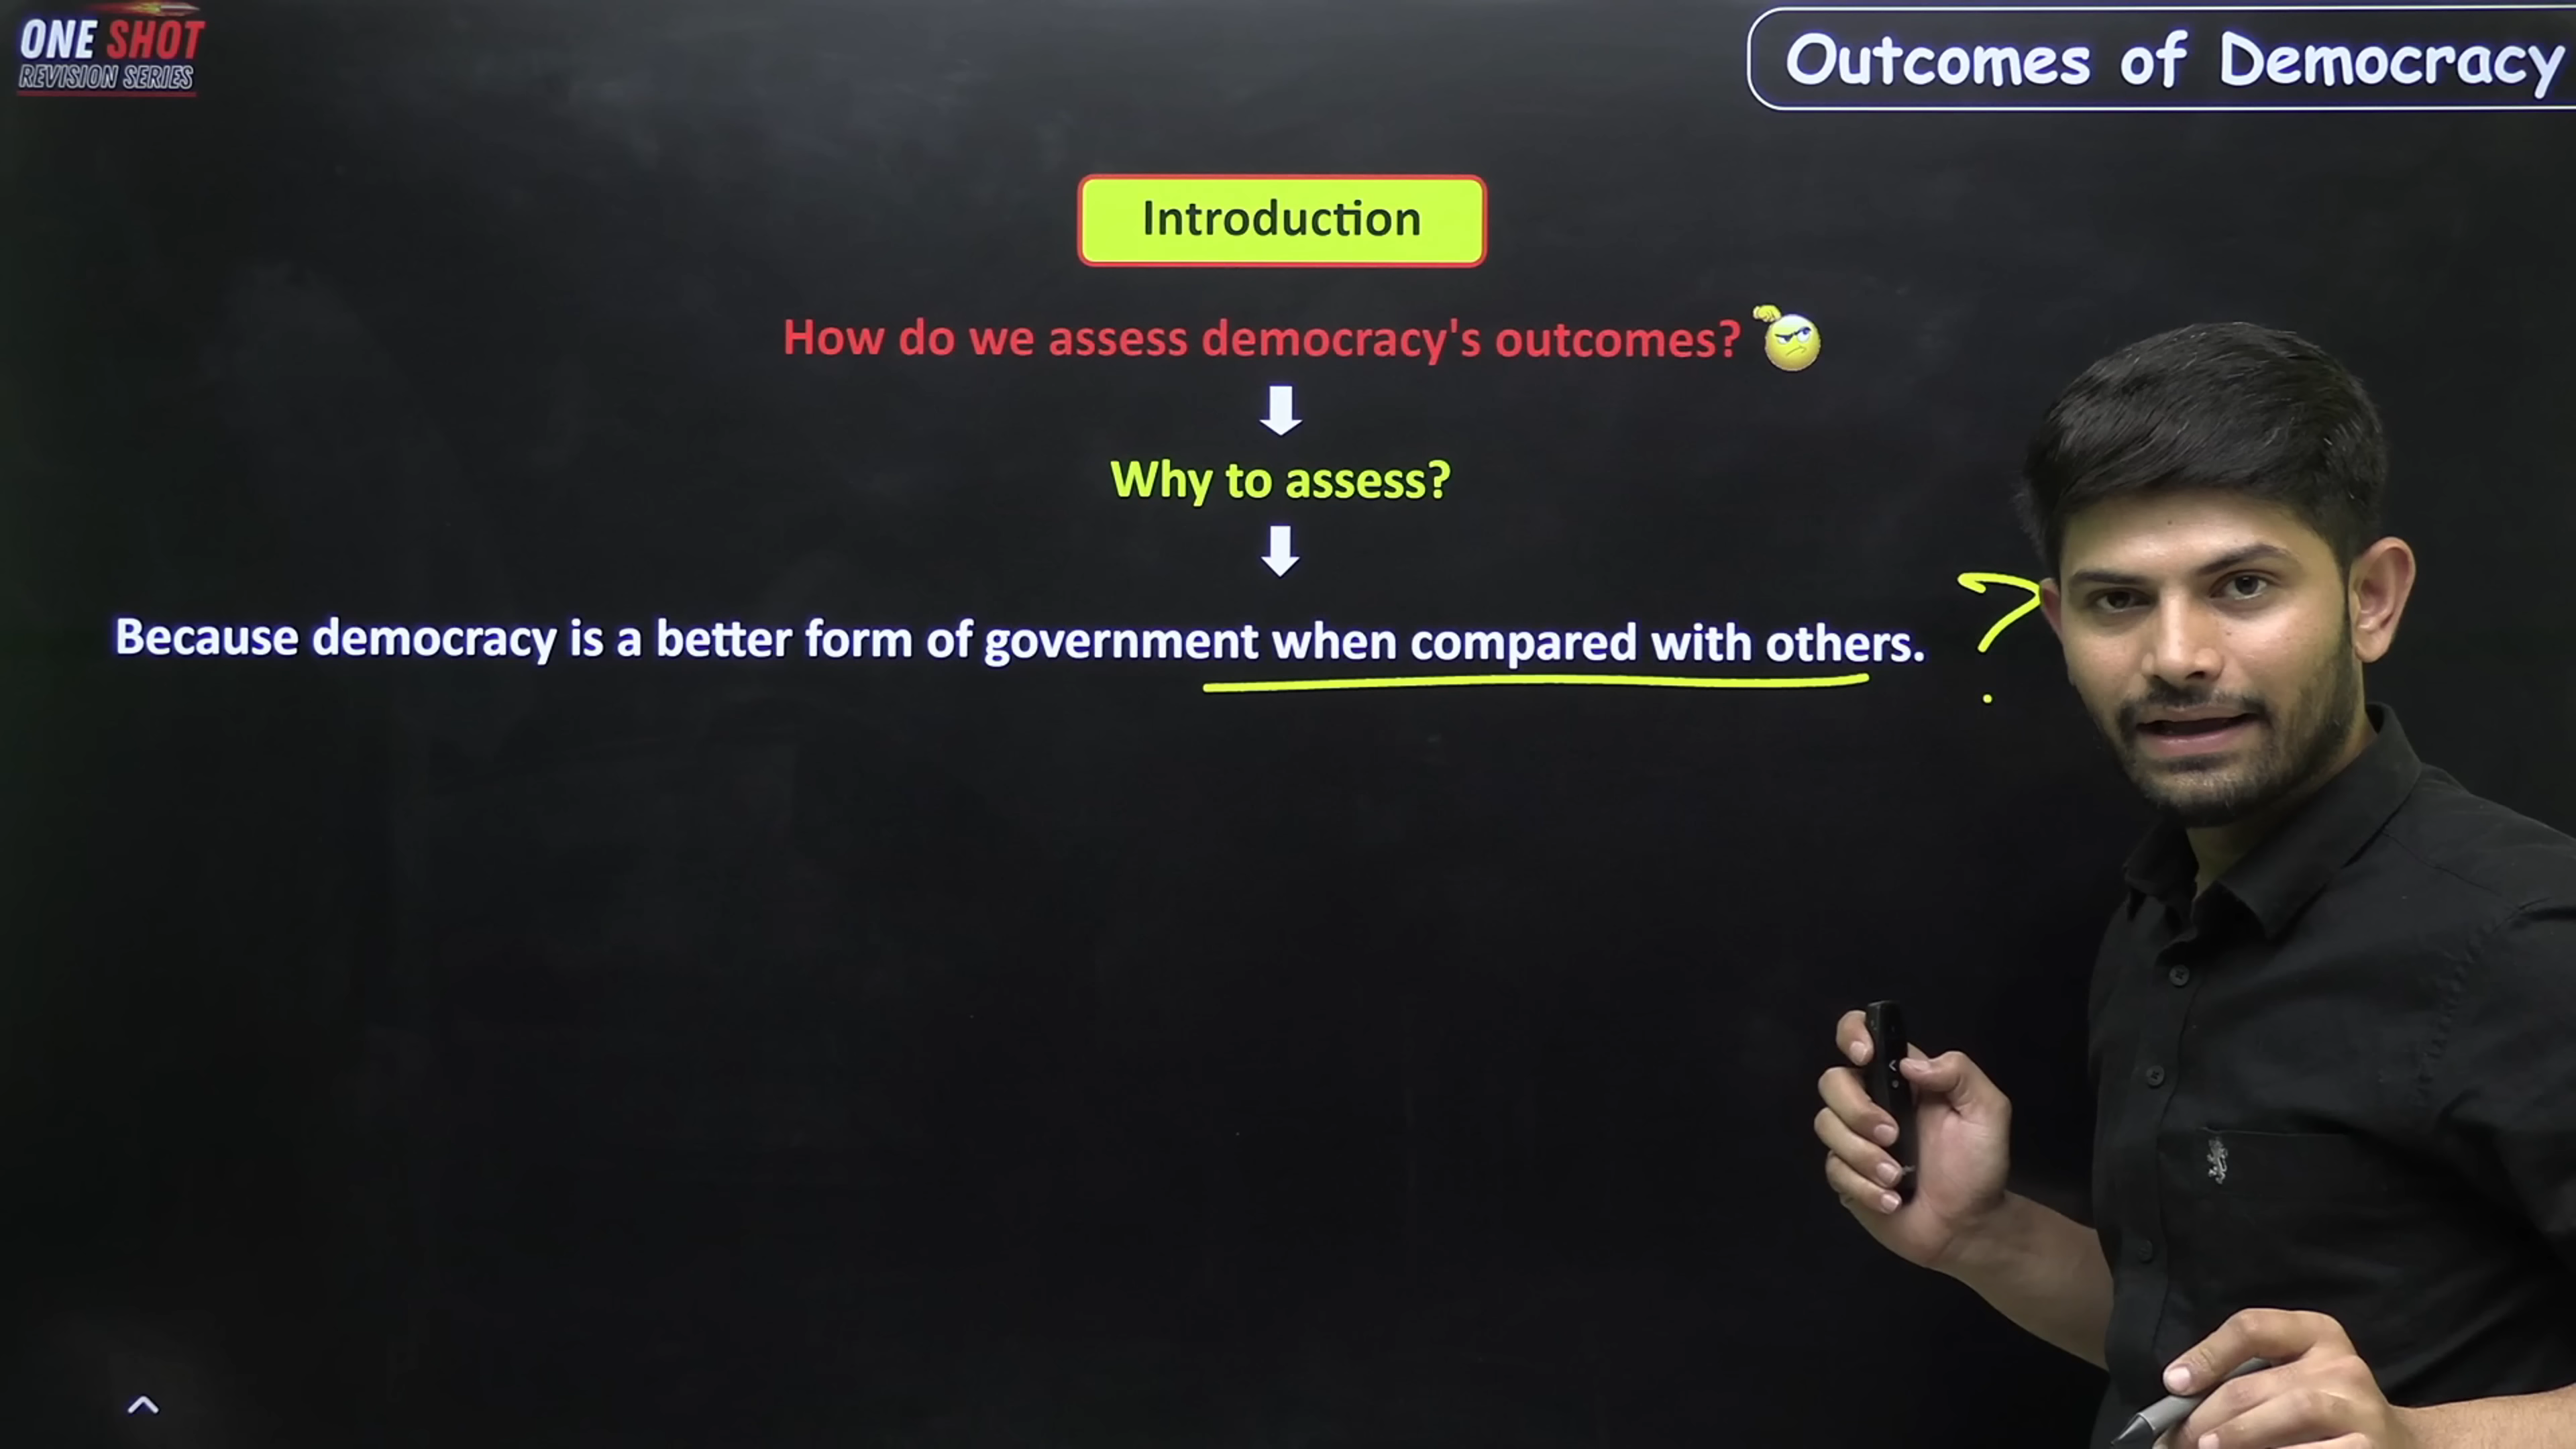 ONE SHOT
REVISION SERIES
Outcomes of Democracy
Introduction
How do we assess democracy's outcomes?
Why to assess?
Because democracy is a better form of government when compared with others. ?